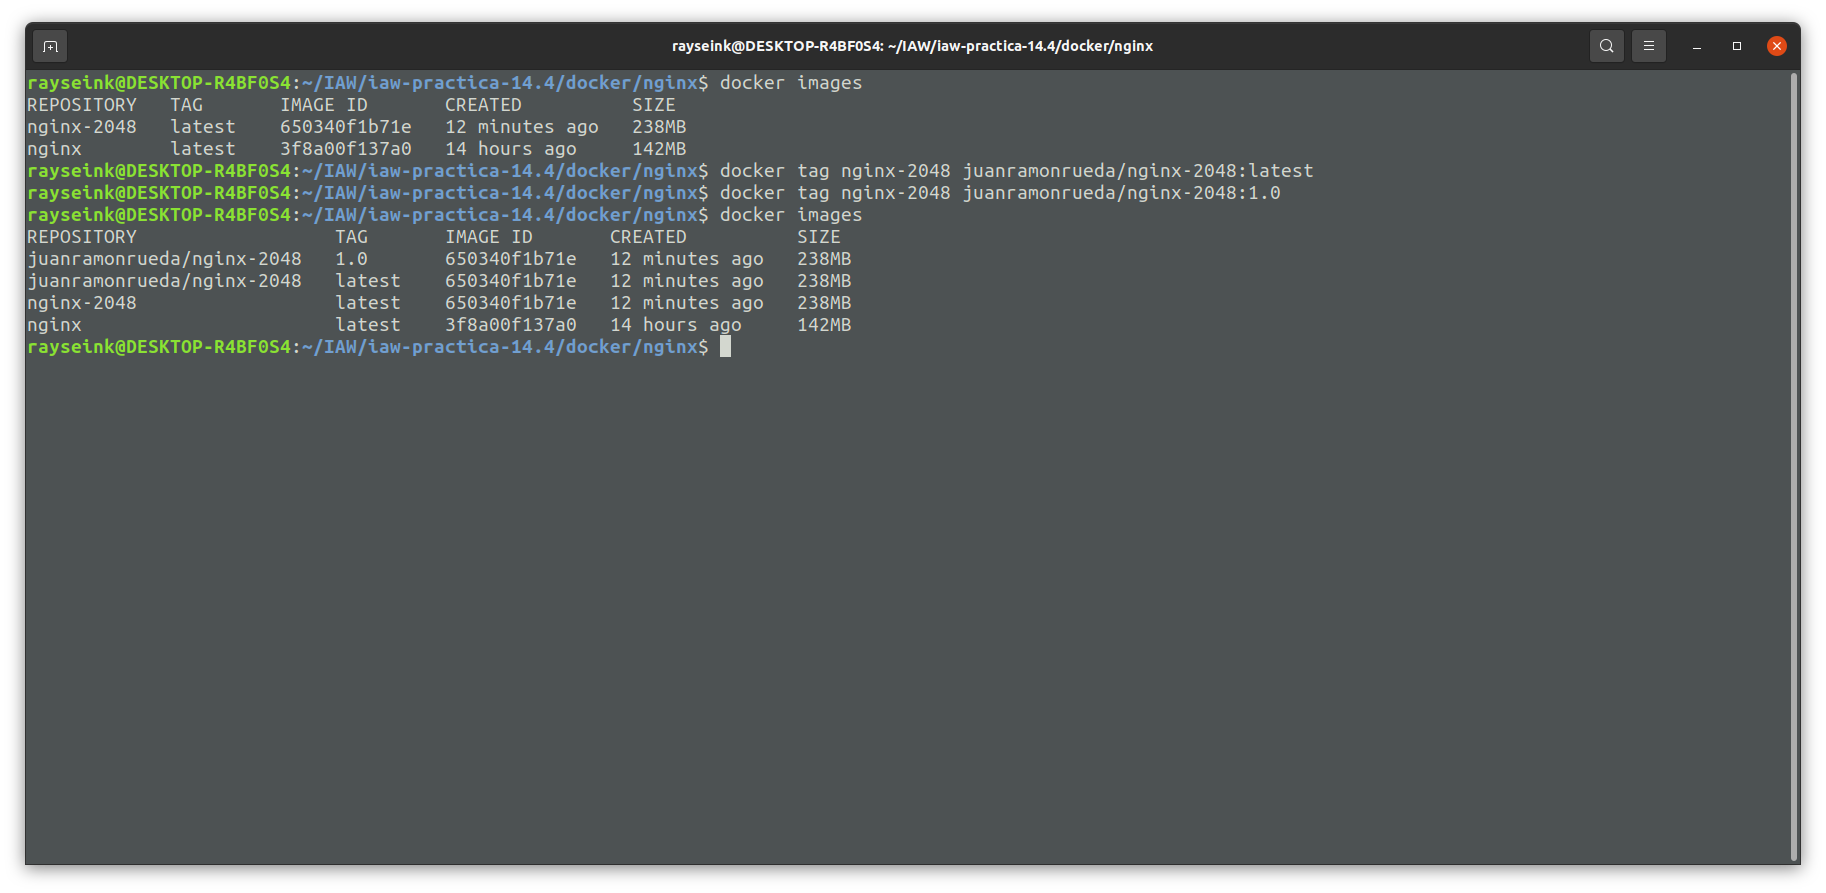 rayseink@DESKTOP-R4BF0S4: ~/IAW/iaw-practica-14.4/docker/nginx
rayseink@DESKTOP-R4BF0S4:~/IAW/iaw-practica-14.4/docker/nginx$ docker images
REPOSITORY   TAG       IMAGE ID       CREATED          SIZE
nginx-2048   latest    650340f1b71e   12 minutes ago   238MB
nginx        latest    3f8a00f137a0   14 hours ago     142MB
rayseink@DESKTOP-R4BF0S4:~/IAW/iaw-practica-14.4/docker/nginx$ docker tag nginx-2048 juanramonrueda/nginx-2048:latest
rayseink@DESKTOP-R4BF0S4:~/IAW/iaw-practica-14.4/docker/nginx$ docker tag nginx-2048 juanramonrueda/nginx-2048:1.0
rayseink@DESKTOP-R4BF0S4:~/IAW/iaw-practica-14.4/docker/nginx$ docker images
REPOSITORY                  TAG       IMAGE ID       CREATED          SIZE
juanramonrueda/nginx-2048   1.0       650340f1b71e   12 minutes ago   238MB
juanramonrueda/nginx-2048   latest    650340f1b71e   12 minutes ago   238MB
nginx-2048                  latest    650340f1b71e   12 minutes ago   238MB
nginx                       latest    3f8a00f137a0   14 hours ago     142MB
rayseink@DESKTOP-R4BF0S4:~/IAW/iaw-practica-14.4/docker/nginx$